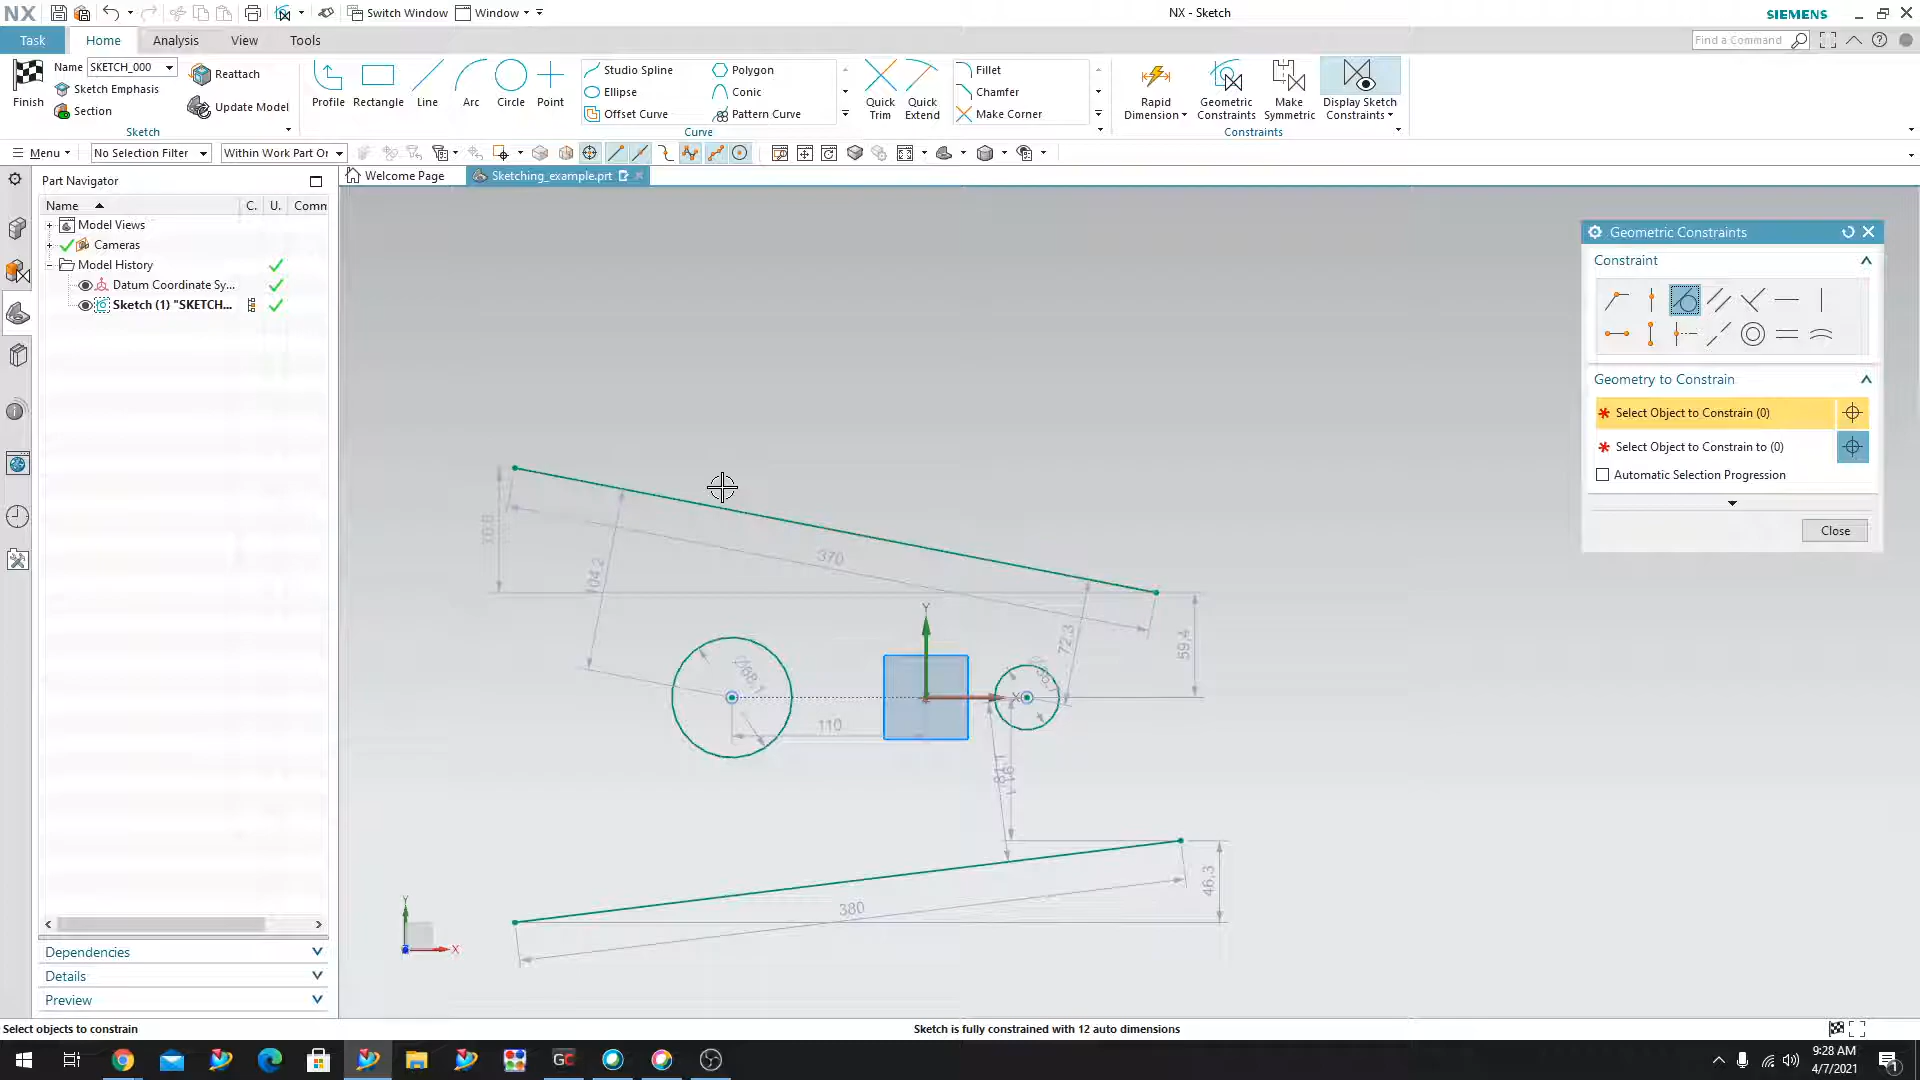 NX
Switch Window
Window
NX - Sketch
SIEMENS
Task
Home
Analysis
View
Tools
Find a Command
Finish
Name SKETCH_000
Sketch Emphasis
Section
Reattach
Update Model
Sketch
Profile
Rectangle
Line
Arc
Circle
Point
Studio Spline
Ellipse
Offset Curve
Polygon
Conic
Pattern Curve
Curve
Quick Trim
Quick Extend
Fillet
Chamfer
Make Corner
Rapid Dimension
Geometric Constraints
Make Symmetric
Display Sketch Constraints
Constraints
Menu
No Selection Filter
Within Work Part Or
Part Navigator
Welcome Page
Sketching_example.prt
Name C. U. Comm
Model Views
Cameras
Model History
Datum Coordinate Sy...
Sketch (1) "SKETCH...
Dependencies
Details
Preview
Geometric Constraints
Constraint
Geometry to Constrain
Select Object to Constrain (0)
Select Object to Constrain to (0)
Automatic Selection Progression
Close
370
72.3
59.4
Y
X
110
46.3
380
Y
X
Select objects to constrain
Sketch is fully constrained with 12 auto dimensions
GC
9:28 AM
4/7/2021
1